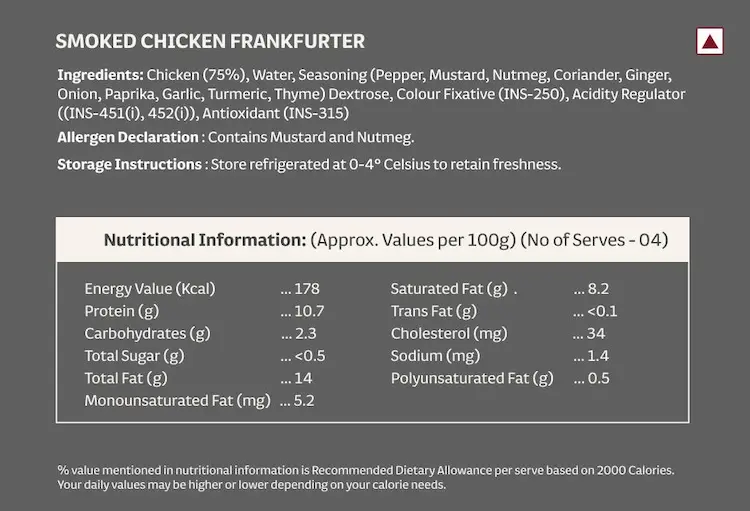 SMOKED CHICKEN FRANKFURTER
Ingredients: Chicken (75%), Water, Seasoning (Pepper, Mustard, Nutmeg, Coriander, Ginger,
Onion, Paprika, Garlic, Turmeric, Thyme) Dextrose, Colour Fixative (INS-250), Acidity Regulator
((INS-451(i), 452(i)), Antioxidant (INS-315)
Allergen Declaration : Contains Mustard and Nutmeg.
Storage Instructions : Store refrigerated at 0-4° Celsius to retain freshness.
Nutritional Information: (Approx. Values per 100g) (No of Serves - 04)
Energy Value (Kcal) ... 178
Protein (g) ... 10.7
Carbohydrates (g) ... 2.3
Total Sugar (g) ... <0.5
Total Fat (g) ... 14
Monounsaturated Fat (mg) ... 5.2
Saturated Fat (g) . ... 8.2
Trans Fat (g) ... <0.1
Cholesterol (mg) ... 34
Sodium (mg) ... 1.4
Polyunsaturated Fat (g) ... 0.5
% value mentioned in nutritional information is Recommended Dietary Allowance per serve based on 2000 Calories.
Your daily values may be higher or lower depending on your calorie needs.